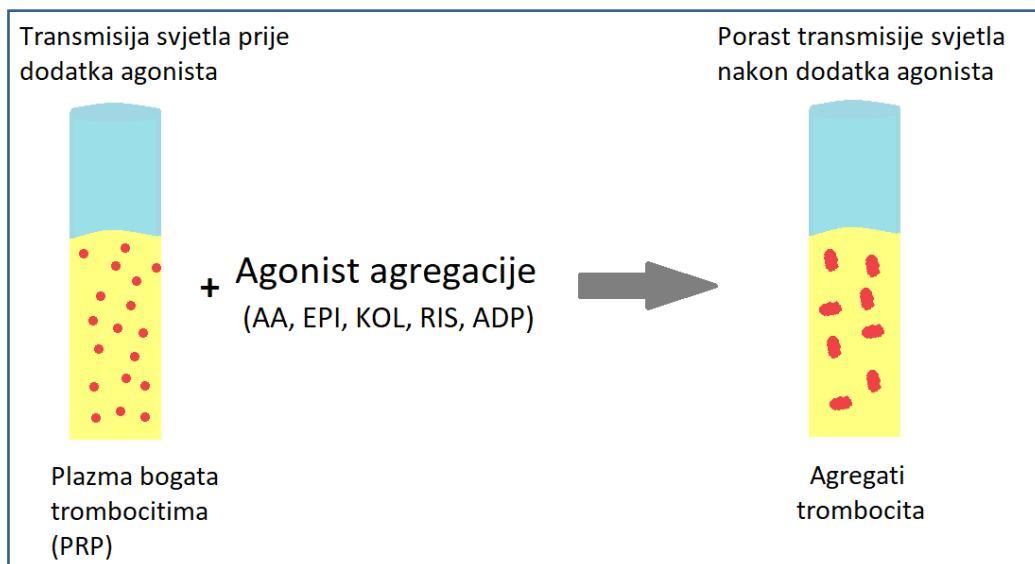 Transmisija svjetla prije
dodatka agonista
Porast transmisije svjetla
nakon dodatka agonista
+ Agonist agregacije
(AA, EPI, KOL, RIS, ADP)
Plazma bogata
trombocitima
(PRP)
Agregati
trombocita